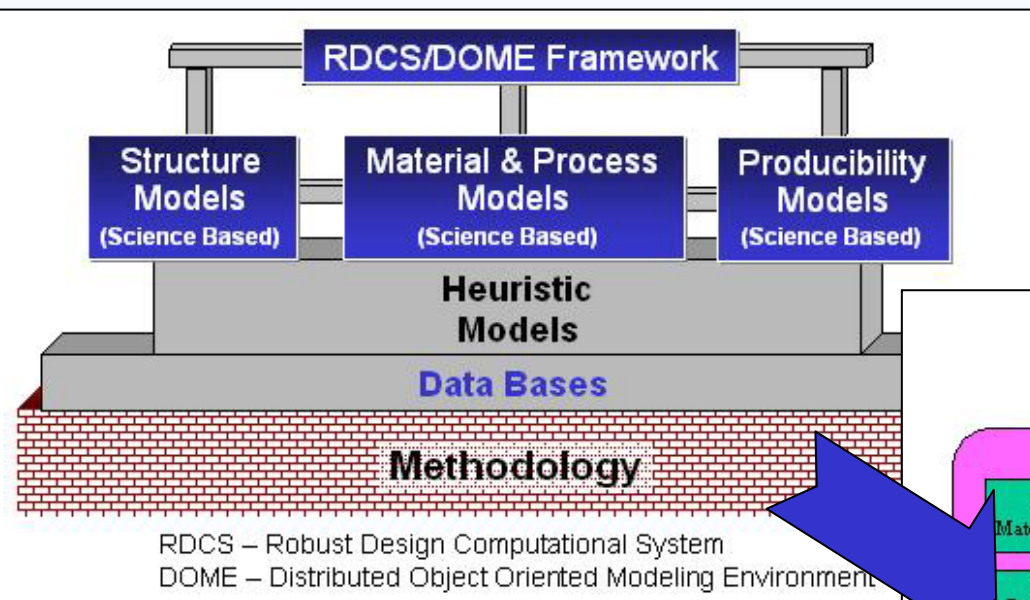 RDCS/DOME Framework
Structure
Models
(Science Based)
Material & Process
Models
(Science Based)
Producibility
Models
(Science Based)
Heuristic
Models
Data Bases
Methodology
RDCS – Robust Design Computational System
DOME – Distributed Object Oriented Modeling Environment